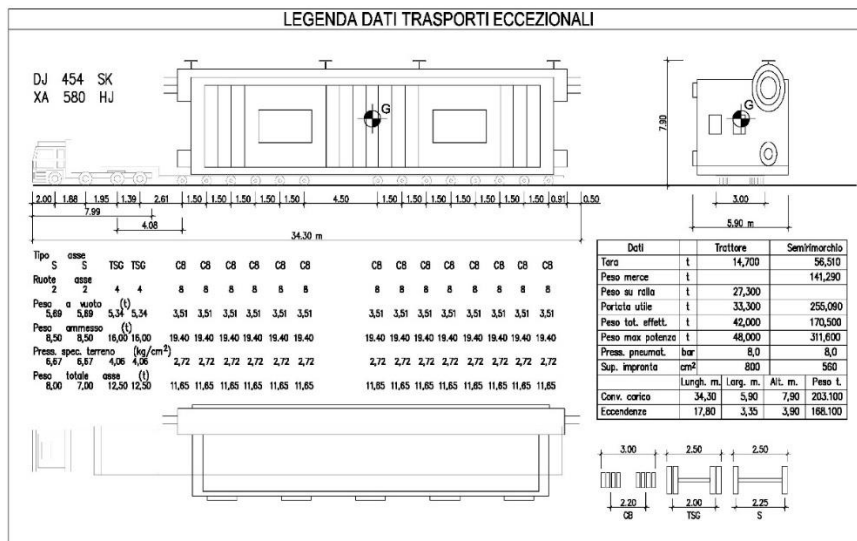 LEGENDA DATI TRASPORTI ECCEZIONALI
DJ 454 SK
XA 580 HJ
G
G
7.90
2.00 1.88 1.95 1.39 2.61 1.50 1.50 1.50 1.50 1.50 4.50 1.50 1.50 1.50 1.50 1.50 1.50 1.50 0.91 0.50
7.99
4.08
34.30 m
3.00
5.90 m
Tipo asse
S S TSG TSG C8 C8 C8 C8 C8 C8 C8 C8 C8 C8 C8 C8 C8 C8
Ruote asse
2 2 4 4 8 8 8 8 8 8 8 8 8 8 8 8 8 8
Peso a vuoto (t)
5,69 5,69 5,34 5,34 3,51 3,51 3,51 3,51 3,51 3,51 3,51 3,51 3,51 3,51 3,51 3,51 3,51 3,51
Peso ammesso (t)
8,50 8,50 16,00 16,00 19.40 19.40 19.40 19.40 19.40 19.40 19.40 19.40 19.40 19.40 19.40 19.40 19.40 19.40
Press. spec. terreno (kg/cm2)
6,67 6,67 4,06 4,06 2,72 2,72 2,72 2,72 2,72 2,72 2,72 2,72 2,72 2,72 2,72 2,72 2,72 2,72
Peso totale asse (t)
8,00 7,00 12,50 12,50 11,65 11,65 11,65 11,65 11,65 11,65 11,65 11,65 11,65 11,65 11,65 11,65 11,65 11,65
Dati Trattore Semirimorchio
Tara t 14,700 56,510
Peso merce t 141,290
Peso su ralla t 27,300
Portata utile t 33,300 255,090
Peso tot. effett. t 42,000 170,500
Peso max potenza t 48,000 311,600
Press. pneumat. bar 8,0 8,0
Sup. impronta cm2 800 560
Lungh. m. Larg. m. Alt. m. Peso t.
Conv. carico 34,30 5,90 7,90 203.100
Eccendenze 17,80 3,35 3,90 168.100
3.00 2.50 2.50
2.20 2.00 2.25
C8 TSG S